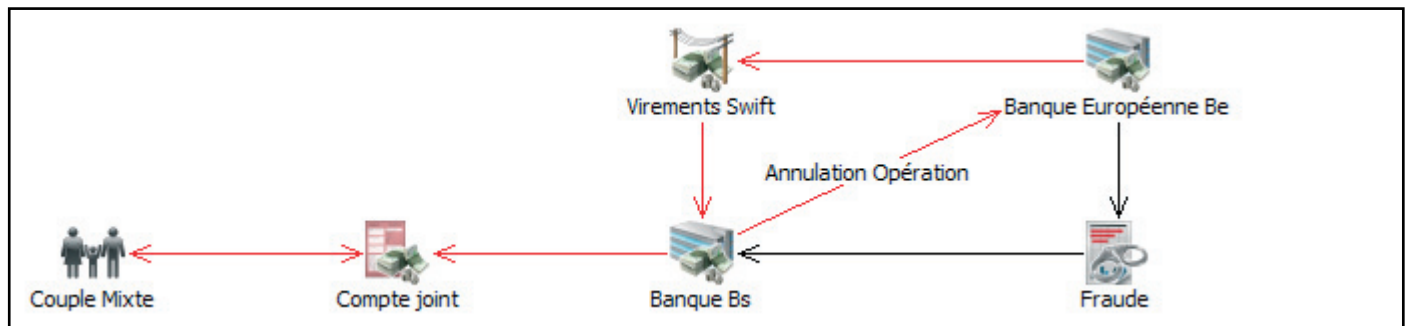 Virements Swift
Banque Européenne Be
Annulation Opération
Couple Mixte
Compte joint
Banque Bs
Fraude